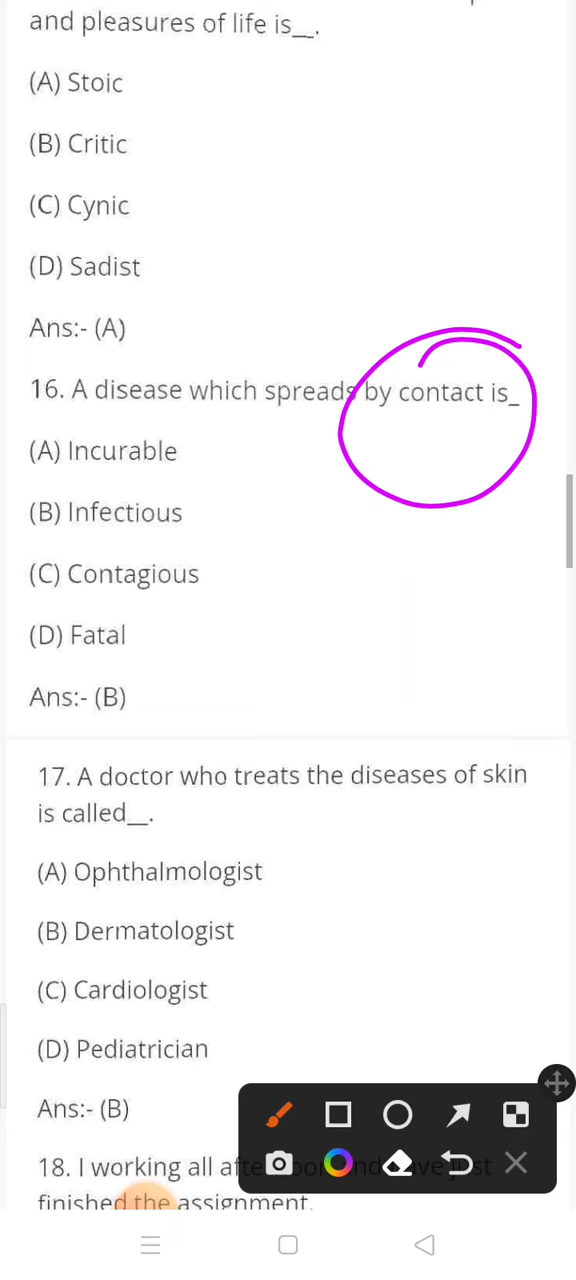 and pleasures of life is__.
(A) Stoic
(B) Critic
(C) Cynic
(D) Sadist
Ans:- (A)
16. A disease which spreads by contact is_
(A) Incurable
(B) Infectious
(C) Contagious
(D) Fatal
Ans:- (B)
17. A doctor who treats the diseases of skin
is called__.
(A) Ophthalmologist
(B) Dermatologist
(C) Cardiologist
(D) Pediatrician
Ans:- (B)
18. I working all
finished the assignment.